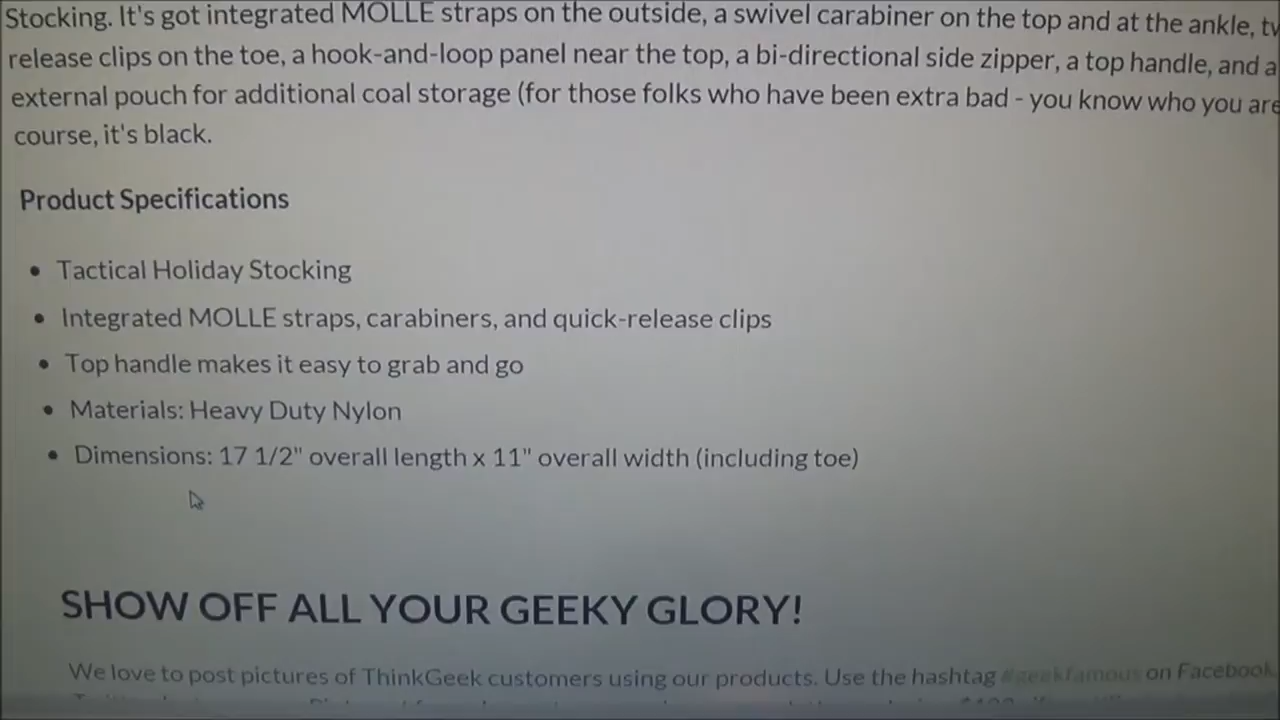 Stocking. It's got integrated MOLLE straps on the outside, a swivel carabiner on the top and at the ankle,
release clips on the toe, a hook-and-loop panel near the top, a bi-directional side zipper, a top handle, and a
external pouch for additional coal storage (for those folks who have been extra bad - you know who you are
course, it's black.
Product Specifications
• Tactical Holiday Stocking
• Integrated MOLLE straps, carabiners, and quick-release clips
• Top handle makes it easy to grab and go
• Materials: Heavy Duty Nylon
• Dimensions: 17 1/2" overall length x 11" overall width (including toe)
SHOW OFF ALL YOUR GEEKY GLORY!
We love to post pictures of ThinkGeek customers using our products. Use the hashtag #geekfamous on Facebook